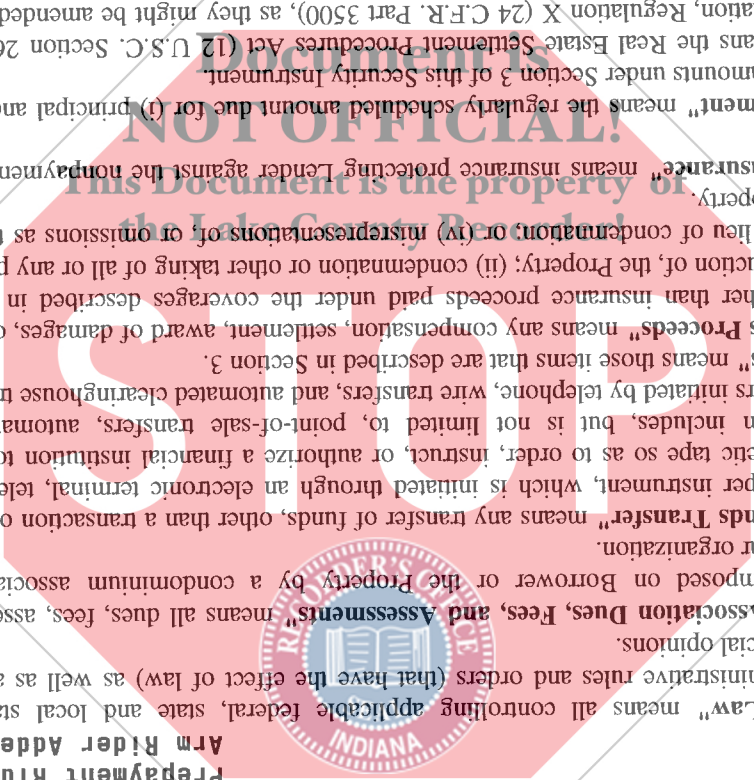 Prepayment
Arm Rider Adde
Law" means all controlling applicable federal, state and local sta
ministrative rules and orders (that have the effect of law) as well as a
cial opinions.
Association Dues, Fees, and Assessments" means all dues, fees, asse
mposed on Borrower or the Property by a condominium associ
r organization.
nds Transfer" means any transfer of funds, other than a transaction o
per instrument, which is initiated through an electronic terminal, tele
etic tape so as to order, instruct, or authorize a financial institution to
n includes, but is not limited to, point-of-sale transfers, automa
rs initiated by telephone, wire transfers, and automated clearinghouse tr
s" means those items that are described in Section 3.
s Proceeds" means any compensation, settlement, award of damages, o
her than insurance proceeds paid under the coverages described in
ction of, the Property; (ii) condemnation or other taking of all or any p
lieu of condemnation; or (iv) misrepresentations of, or omissions as t
operty.
nsurance" means insurance protecting Lender against the nonpaymen
ment" means the regularly scheduled amount due for (i) principal and
amounts under Section 3 of this Security Instrument.
ans the Real Estate Settlement Procedures Act (12 U.S.C. Section 26
ation, Regulation X (24 C.F.R. Part 3500), as they might be amended
Document is
NOT OFFICIAL!
This Document is the property of
the Lake County Recorder!
STOP
RECORDER'S OFFICE
INDIANA